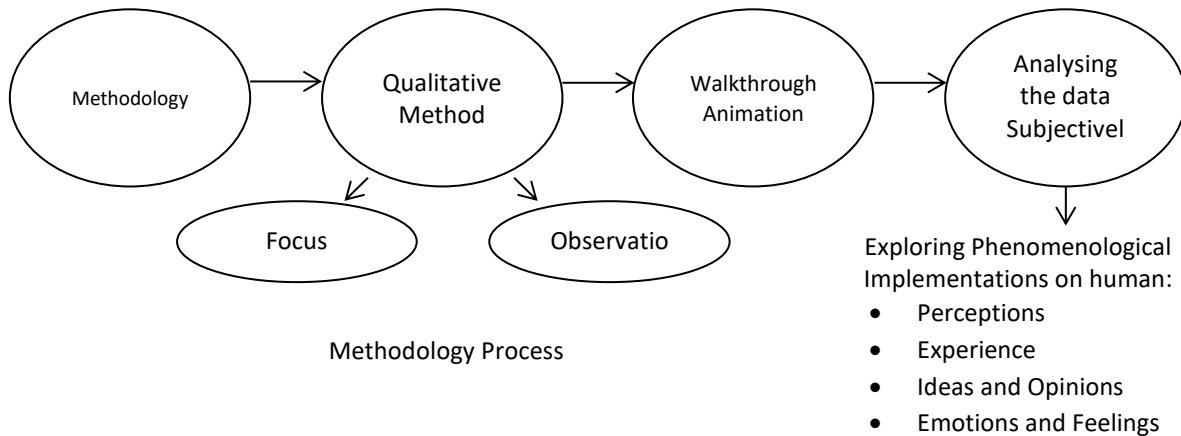 Methodology
Qualitative
Method
Walkthrough
Animation
Analysing
the data
Subjectivel
Focus
Observatio
Exploring Phenomenological
Implementations on human:
• Perceptions
• Experience
• Ideas and Opinions
• Emotions and Feelings
Methodology Process